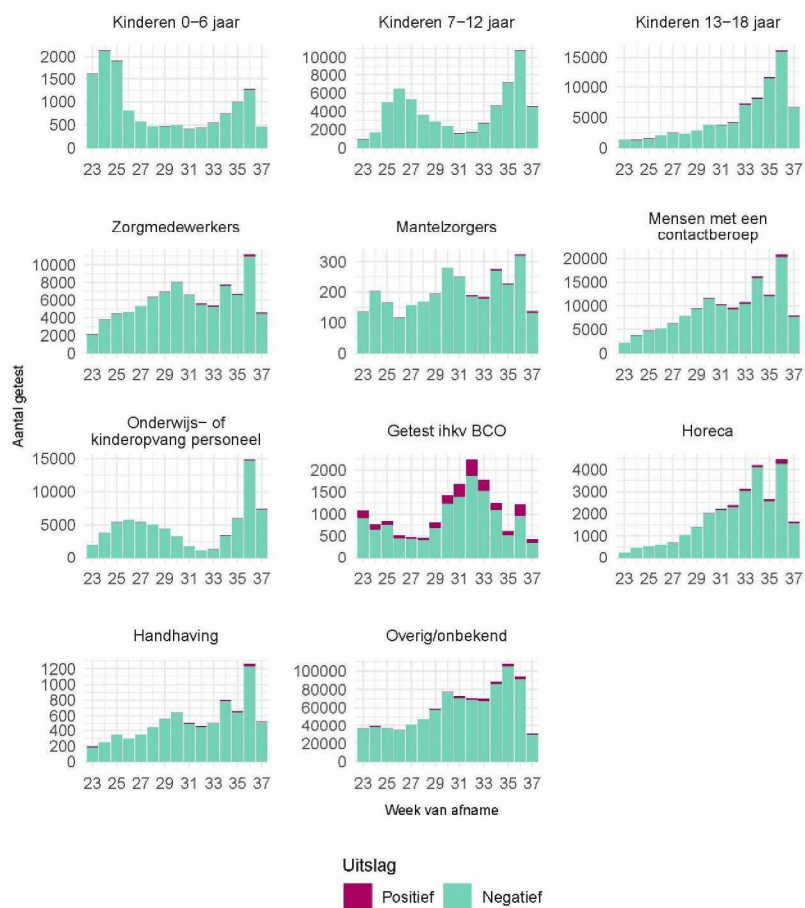 Kinderen 0−6 jaar
2000
1500
1000
500
0
23 25 27 29 31 33 35 37
Kinderen 7−12 jaar
10000
8000
6000
4000
2000
0
23 25 27 29 31 33 35 37
Kinderen 13−18 jaar
15000
10000
5000
0
23 25 27 29 31 33 35 37
Zorgmedewerkers
10000
8000
6000
4000
2000
0
23 25 27 29 31 33 35 37
Mantelzorgers
300
200
100
0
23 25 27 29 31 33 35 37
Mensen met een
contactberoep
20000
15000
10000
5000
0
23 25 27 29 31 33 35 37
Aantal getest
Onderwijs− of
kinderopvang personeel
15000
10000
5000
0
23 25 27 29 31 33 35 37
Getest ihkv BCO
2000
1500
1000
500
0
23 25 27 29 31 33 35 37
Horeca
4000
3000
2000
1000
0
23 25 27 29 31 33 35 37
Handhaving
1200
1000
800
600
400
200
0
23 25 27 29 31 33 35 37
Overig/onbekend
100000
80000
60000
40000
20000
0
23 25 27 29 31 33 35 37
Week van afname
Uitslag
Positief Negatief